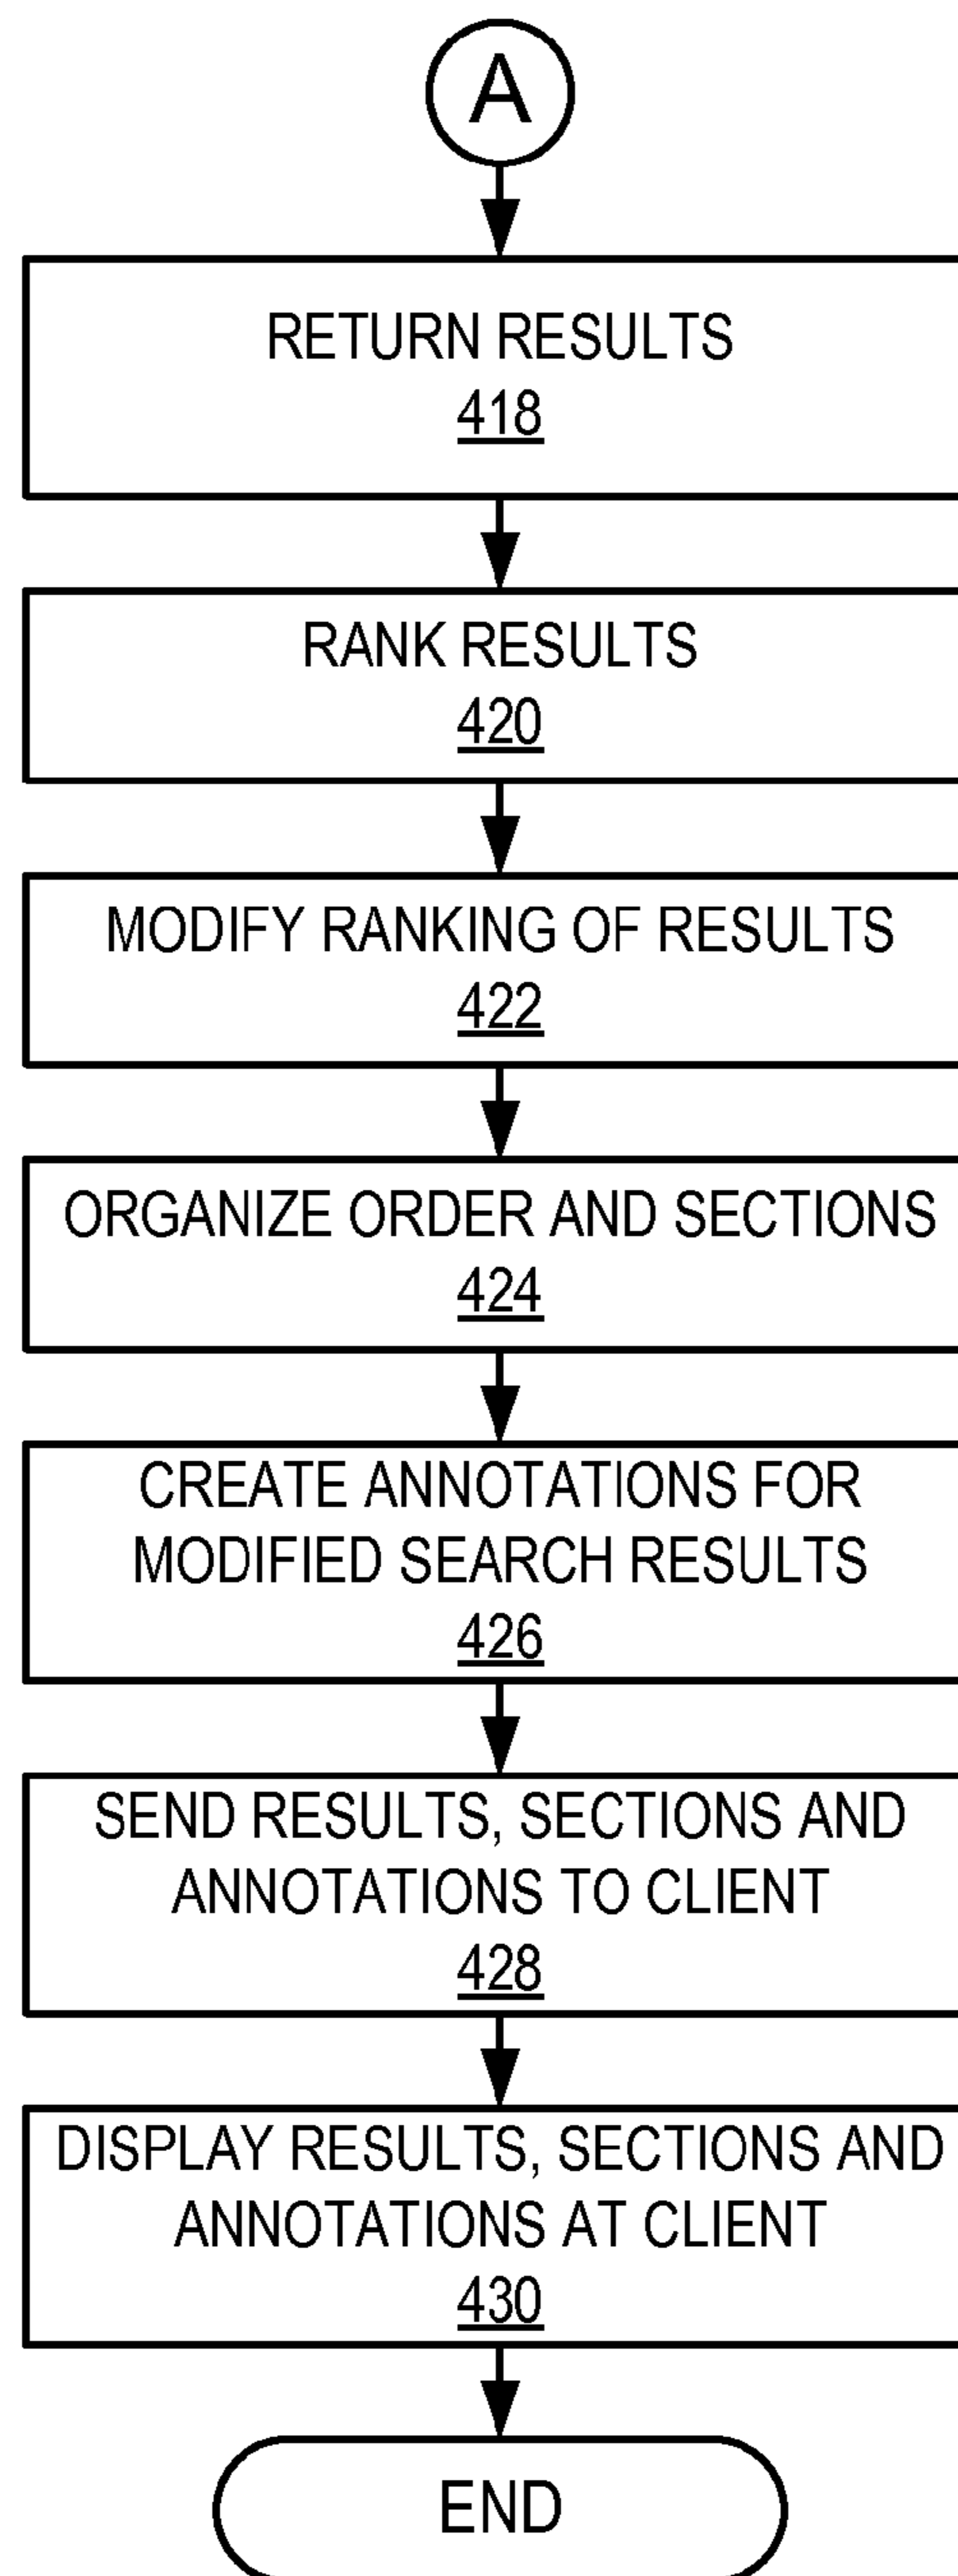 A
RETURN RESULTS
418
RANK RESULTS
420
MODIFY RANKING OF RESULTS
422
ORGANIZE ORDER AND SECTIONS
424
CREATE ANNOTATIONS FOR
MODIFIED SEARCH RESULTS
426
SEND RESULTS, SECTIONS AND
ANNOTATIONS TO CLIENT
428
DISPLAY RESULTS, SECTIONS AND
ANNOTATIONS AT CLIENT
430
END